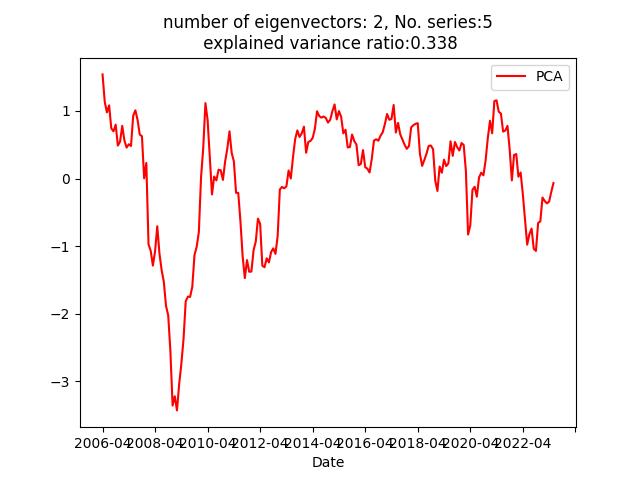 number of eigenvectors: 2, No. series:5
explained variance ratio:0.338
PCA
1
0
−1
−2
−3
2006-04 2008-04 2010-04 2012-04 2014-04 2016-04 2018-04 2020-04 2022-04
Date